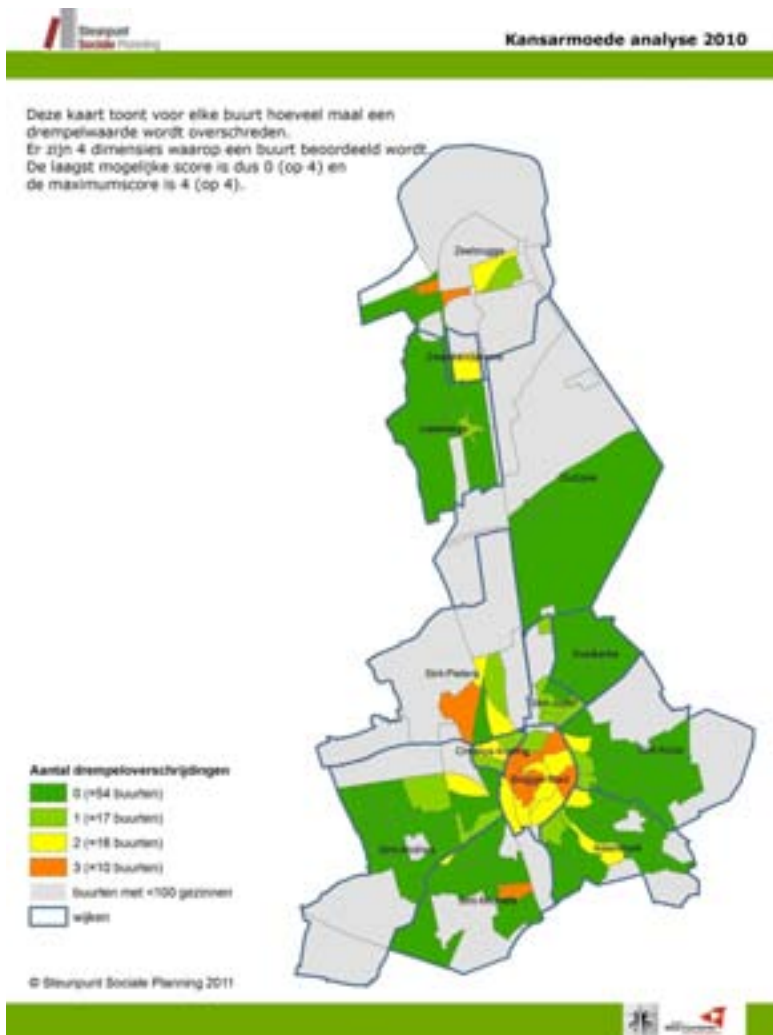 Steunpunt
Sociale Planning
Kansarmoede analyse 2010
Deze kaart toont voor elke buurt hoeveel maal een
drempelwaarde wordt overschreden.
Er zijn 4 dimensies waarop een buurt beoordeeld wordt.
De laagst mogelijke score is dus 0 (op 4) en
de maximumscore is 4 (op 4).
Zeebrugge
Lissewege
Dudzele
Koolkerke
Sint-Pieters
Sint-Jozef
Sint-Kruis
Assebroek
Sint-Andries
Sint-Michiels
Aantal drempeloverschrijdingen
0 (=54 buurten)
1 (=17 buurten)
2 (=16 buurten)
3 (=10 buurten)
buurten met <100 gezinnen
wijken
© Steunpunt Sociale Planning 2011